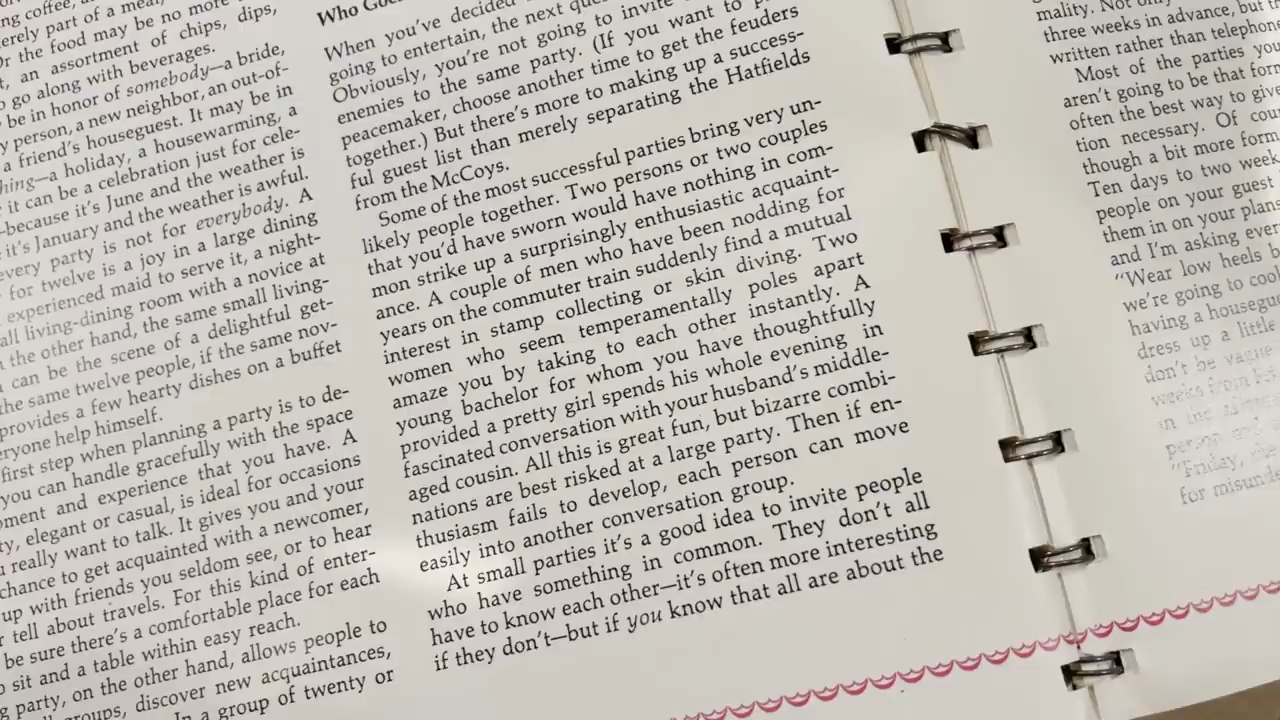 ng coffee,
erely part of a meal,
Or the food may be no more
, an assortment of chips, dips,
o go along with beverages.
be in honor of somebody—a bride,
y person, a new neighbor, an out-of-
a friend's houseguest. It may be in
hing—a holiday, a housewarming, a
it can be a celebration just for cele-
—because it's June and the weather is
it's January and the weather is awful.
every party is not for everybody. A
for twelve is a joy in a large dining
experienced maid to serve it, a night-
all living-dining room with a novice at
the other hand, the same small living-
can be the scene of a delightful get-
the same twelve people, if the same nov-
provides a few hearty dishes on a buffet
eryone help himself.
first step when planning a party is to de-
you can handle gracefully with the space
pment and experience that you have. A
ty, elegant or casual, is ideal for occasions
u really want to talk. It gives you and your
chance to get acquainted with a newcomer,
up with friends you seldom see, or to hear
r tell about travels. For this kind of enter-
be sure there's a comfortable place for each
o sit and a table within easy reach.
g party, on the other hand, allows people to
ll groups, discover new acquaintances,
In a group of twenty or
Who Goe
When you've decided
going to entertain, the next ques
Obviously, you're not going to invite
enemies to the same party. (If you want to p
peacemaker, choose another time to get the feuders
together.) But there's more to making up a success-
ful guest list than merely separating the Hatfields
from the McCoys.
Some of the most successful parties bring very un-
likely people together. Two persons or two couples
that you'd have sworn would have nothing in com-
mon strike up a surprisingly enthusiastic acquaint-
ance. A couple of men who have been nodding for
years on the commuter train suddenly find a mutual
interest in stamp collecting or skin diving. Two
women who seem temperamentally poles apart
amaze you by taking to each other instantly. A
young bachelor for whom you have thoughtfully
provided a pretty girl spends his whole evening in
fascinated conversation with your husband's middle-
aged cousin. All this is great fun, but bizarre combi-
nations are best risked at a large party. Then if en-
thusiasm fails to develop, each person can move
easily into another conversation group.
At small parties it's a good idea to invite people
who have something in common. They don't all
have to know each other—it's often more interesting
if they don't—but if you know that all are about the
mality. Not only
three weeks in advance, but th
written rather than telephon
Most of the parties you
aren't going to be that form
often the best way to give
tion necessary. Of cou
though a bit more form
Ten days to two week
people on your guest
them in on your plans
and I'm asking ever
"Wear low heels b
we're going to cool
having a housegu
dress up a little
don't be vague
weeks from
in the
person and
"Friday, the
for misunde